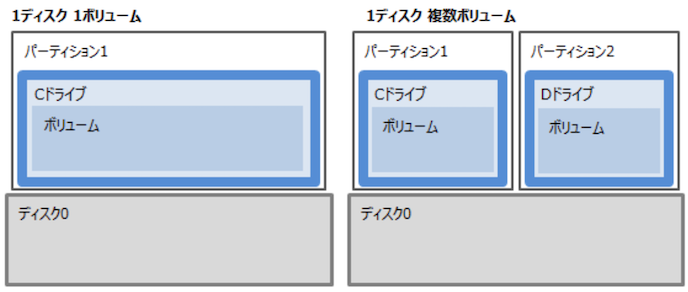 1ディスク 1ボリューム
パーティション1
Cドライブ
ボリューム
ディスク0
1ディスク 複数ボリューム
パーティション1
Cドライブ
ボリューム
パーティション2
Dドライブ
ボリューム
ディスク0